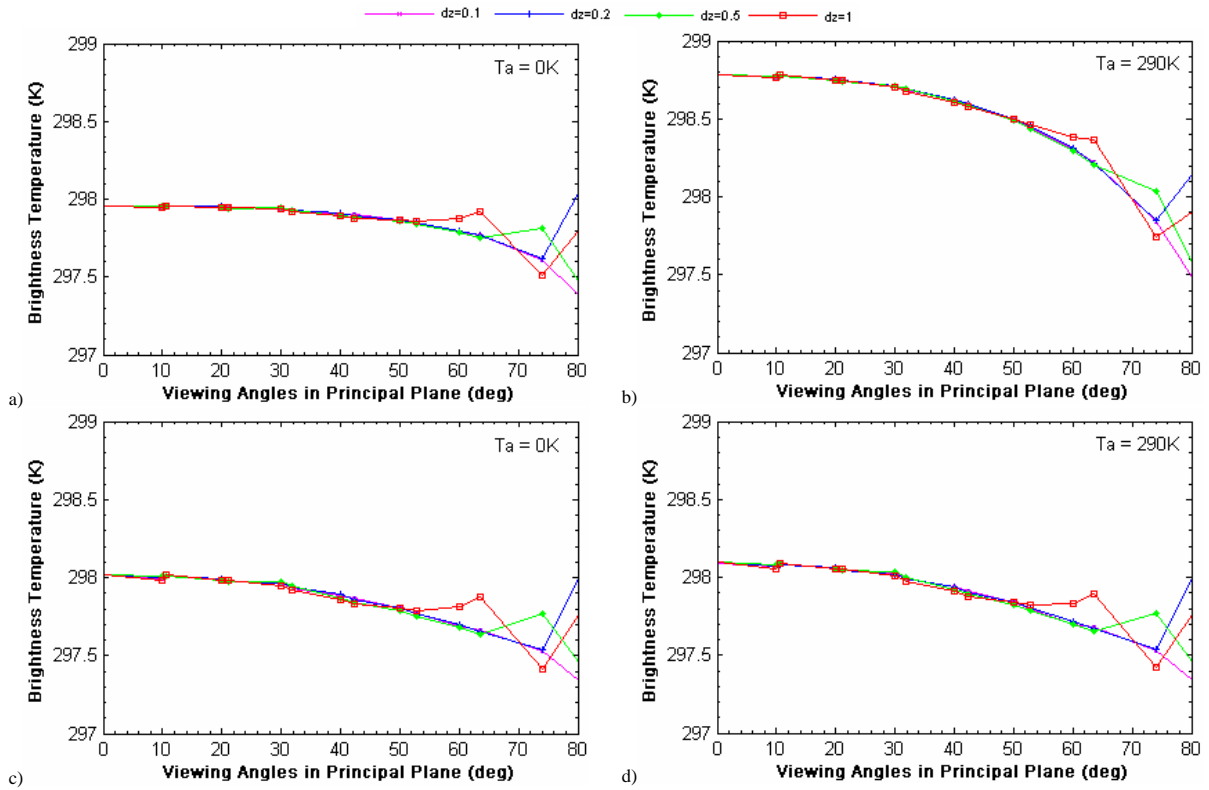 dz=0.1 dz=0.2 dz=0.5 dz=1
299
298.5
298
297.5
297
Brightness Temperature (K)
Ta = 0K
0 10 20 30 40 50 60 70 80
Viewing Angles in Principal Plane (deg)
a)
299
298.5
298
297.5
297
Brightness Temperature (K)
Ta = 290K
0 10 20 30 40 50 60 70 80
Viewing Angles in Principal Plane (deg)
b)
299
298.5
298
297.5
297
Brightness Temperature (K)
Ta = 0K
0 10 20 30 40 50 60 70 80
Viewing Angles in Principal Plane (deg)
c)
299
298.5
298
297.5
297
Brightness Temperature (K)
Ta = 290K
0 10 20 30 40 50 60 70 80
Viewing Angles in Principal Plane (deg)
d)